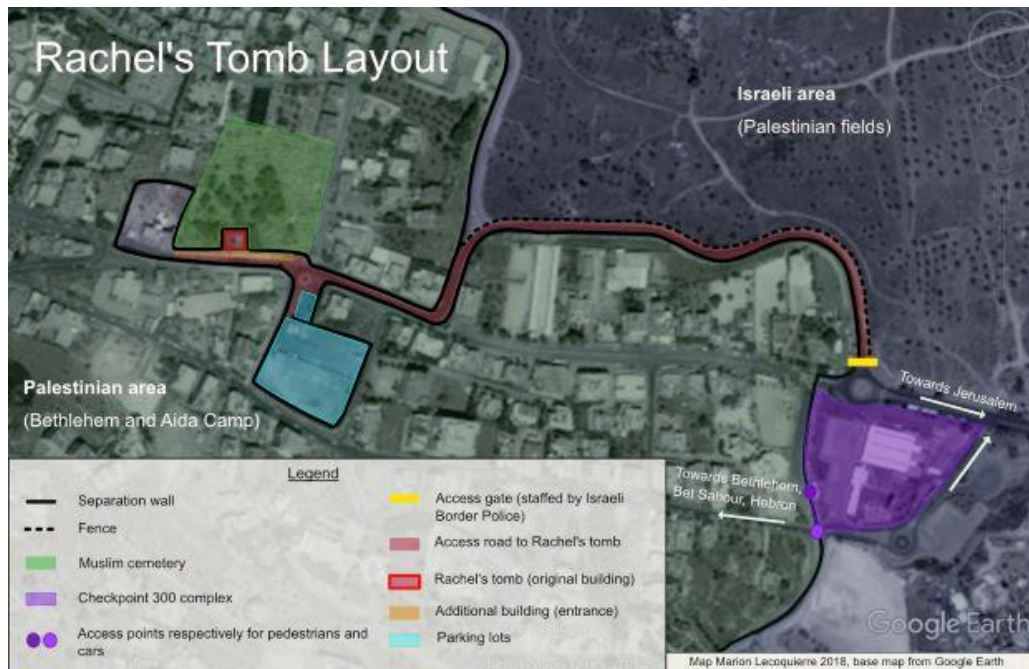 Rachel's Tomb Layout
Israeli area
(Palestinian fields)
Palestinian area
(Bethlehem and Aida Camp)
Towards Jerusalem
Towards Bethlehem,
Bet Sahour, Hebron
Legend
Separation wall
Fence
Muslim cemetery
Checkpoint 300 complex
Access points respectively for pedestrians and
cars
Access gate (staffed by Israeli
Border Police)
Access road to Rachel's tomb
Rachel's tomb (original building)
Additional building (entrance)
Parking lots
Google Earth
Map Marion Lecoquierre 2018, base map from Google Earth